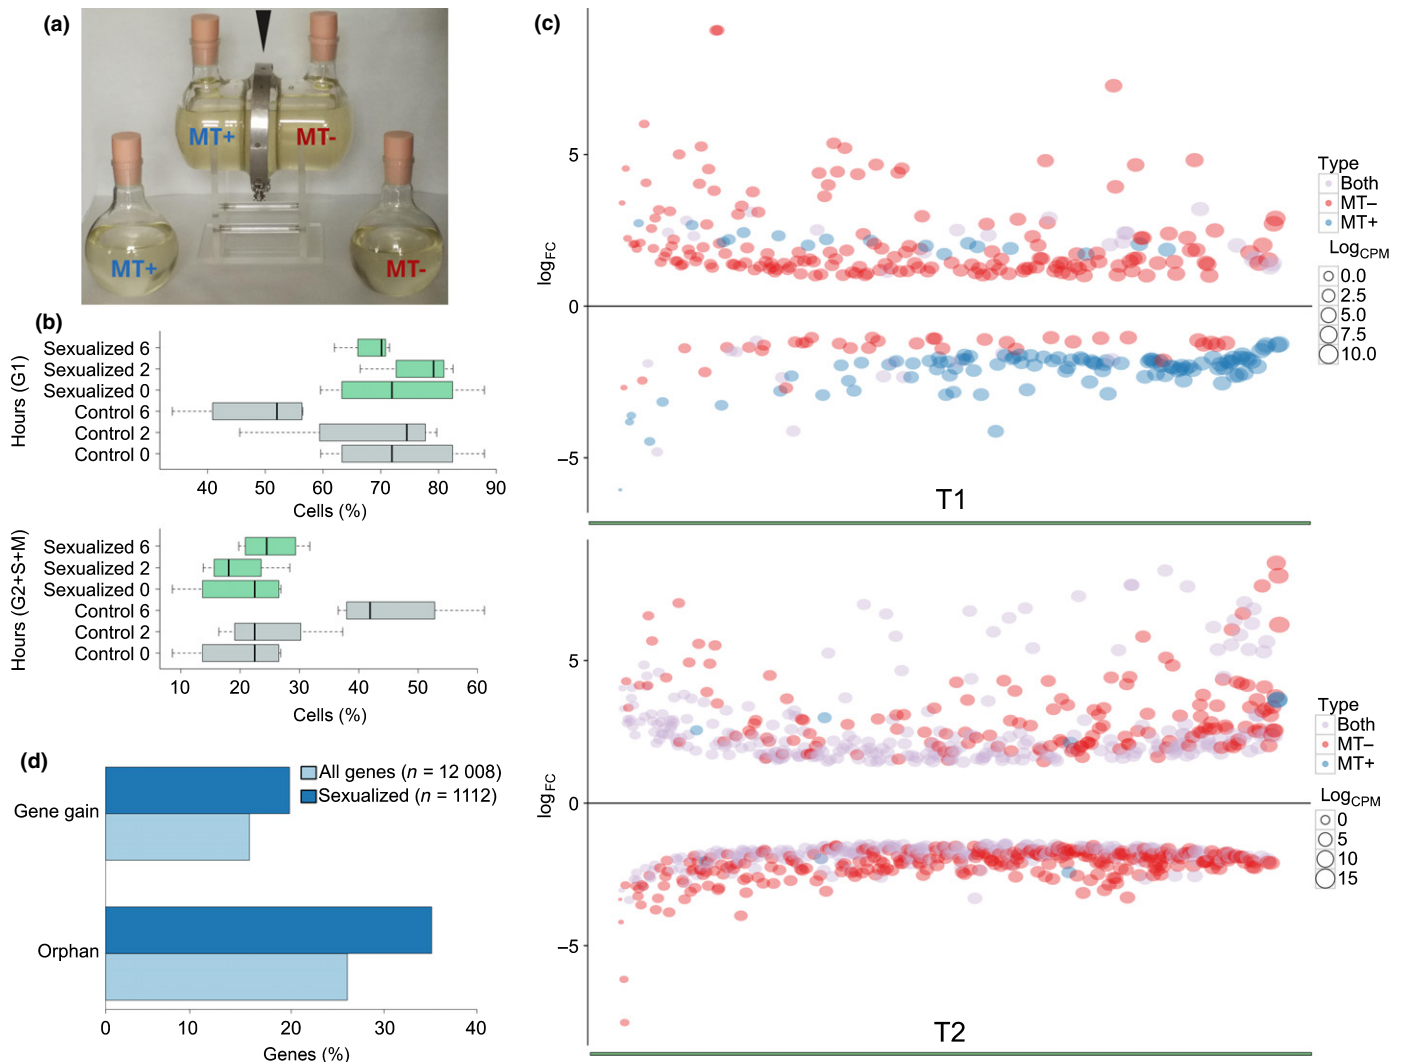 (a)
MT+
MT-
MT+
MT-
(b)
Hours (G1)
Sexualized 6
Sexualized 2
Sexualized 0
Control 6
Control 2
Control 0
40 50 60 70 80 90
Cells (%)
Hours (G2+S+M)
Sexualized 6
Sexualized 2
Sexualized 0
Control 6
Control 2
Control 0
10 20 30 40 50 60
Cells (%)
(d)
All genes (n = 12 008)
Sexualized (n = 1112)
Gene gain
Orphan
0 10 20 30 40
Genes (%)
(c)
logFC
5
0
–5
T1
Type
Both
MT–
MT+
LogCPM
0.0
2.5
5.0
7.5
10.0
logFC
5
0
–5
T2
Type
Both
MT–
MT+
LogCPM
0
5
10
15